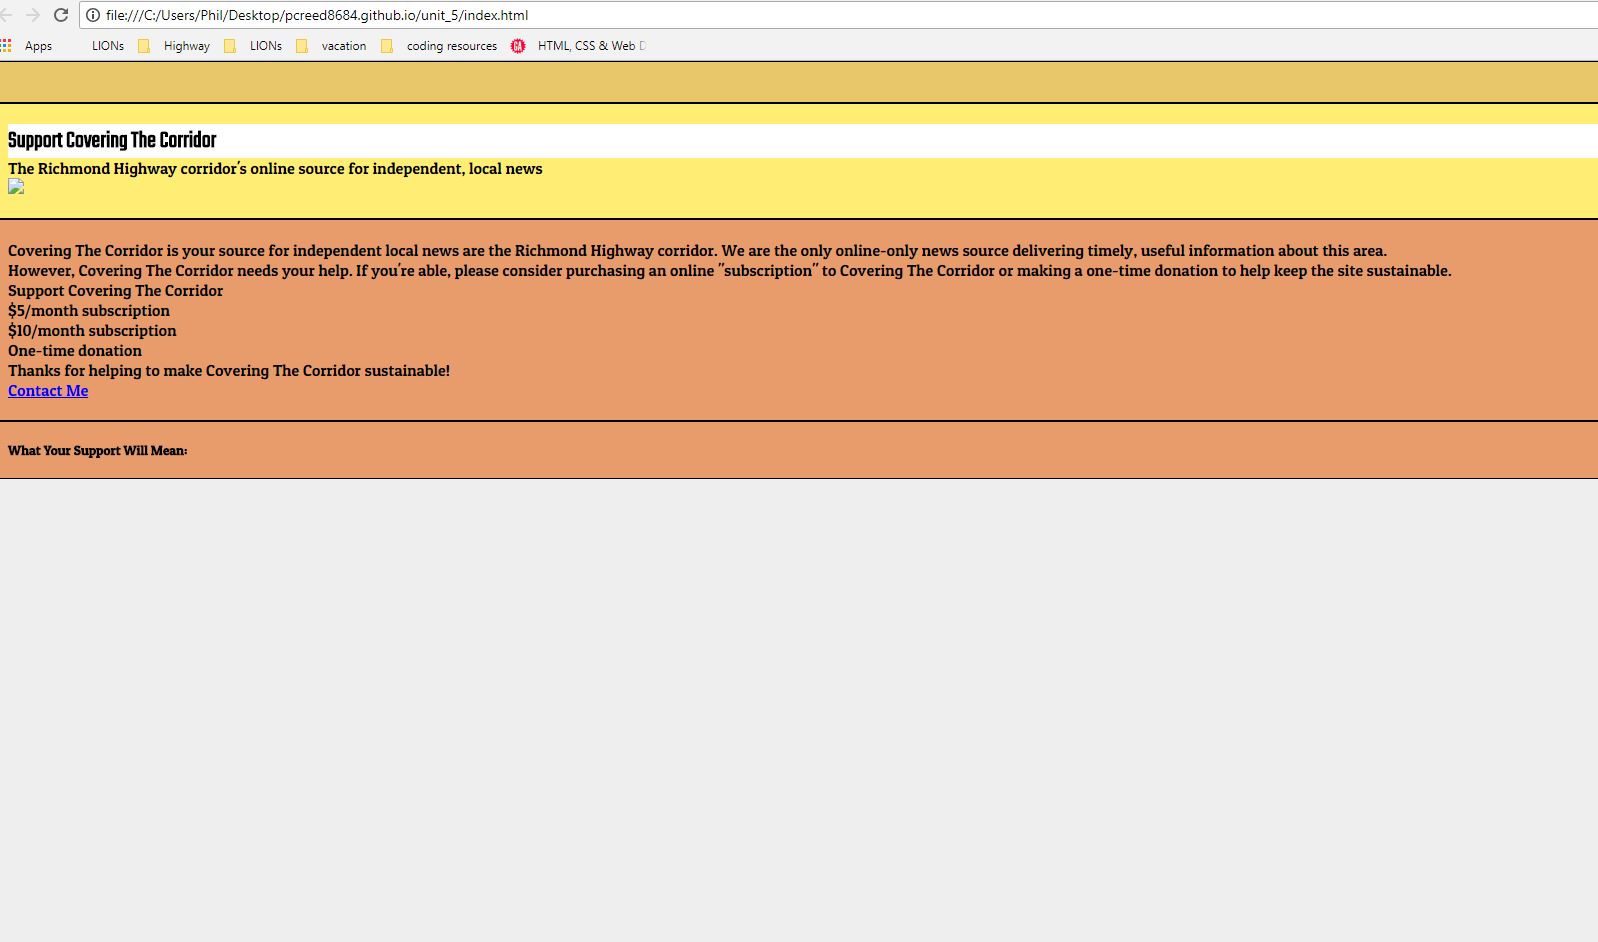 file:///C:/Users/Phil/Desktop/pcreed8684.github.io/unit_5/index.html
Apps LIONs Highway LIONs vacation coding resources HTML, CSS & Web D
Support Covering The Corridor
The Richmond Highway corridor's online source for independent, local news
Covering The Corridor is your source for independent local news are the Richmond Highway corridor. We are the only online-only news source delivering timely, useful information about this area.
However, Covering The Corridor needs your help. If you're able, please consider purchasing an online "subscription" to Covering The Corridor or making a one-time donation to help keep the site sustainable.
Support Covering The Corridor
$5/month subscription
$10/month subscription
One-time donation
Thanks for helping to make Covering The Corridor sustainable!
Contact Me
What Your Support Will Mean: